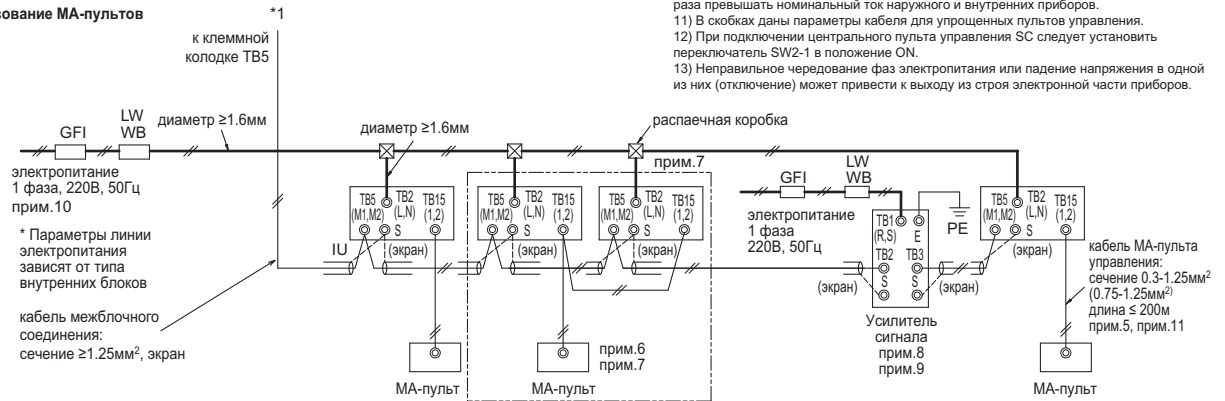 зование МА-пультов
*1
раза превышать номинальный ток наружного и внутренних приборов.
11) В скобках даны параметры кабеля для упрощенных пультов управления.
12) При подключении центрального пульта управления SC следует установить
переключатель SW2-1 в положение ON.
13) Неправильное чередование фаз электропитания или падение напряжения в одной
из них (отключение) может привести к выходу из строя электронной части приборов.
к клеммной
колодке TB5
GFI
LW
WB
диаметр ≥1.6мм
диаметр ≥1.6мм
распаечная коробка
прим.7
электропитание
1 фаза, 220В, 50Гц
прим.10
* Параметры линии
электропитания
зависят от типа
внутренних блоков
кабель межблочного
соединения:
сечение ≥1.25мм², экран
IU
TB5
(M1,M2)
TB2
(L,N)
TB15
(1,2)
S
(экран)
TB5
(M1,M2)
TB2
(L,N)
TB15
(1,2)
S
(экран)
TB5
(M1,M2)
TB2
(L,N)
TB15
(1,2)
S
(экран)
GFI
LW
WB
электропитание
1 фаза
220В, 50Гц
TB1
(R,S)
E
PE
TB2
S
TB3
S
(экран)
(экран)
Усилитель
сигнала
прим.8
прим.9
TB5
(M1,M2)
TB2
(L,N)
TB15
(1,2)
S
(экран)
кабель МА-пульта
управления:
сечение 0.3-1.25мм²
(0.75-1.25мм²)
длина ≤ 200м
прим.5, прим.11
МА-пульт
прим.6
прим.7
МА-пульт
МА-пульт